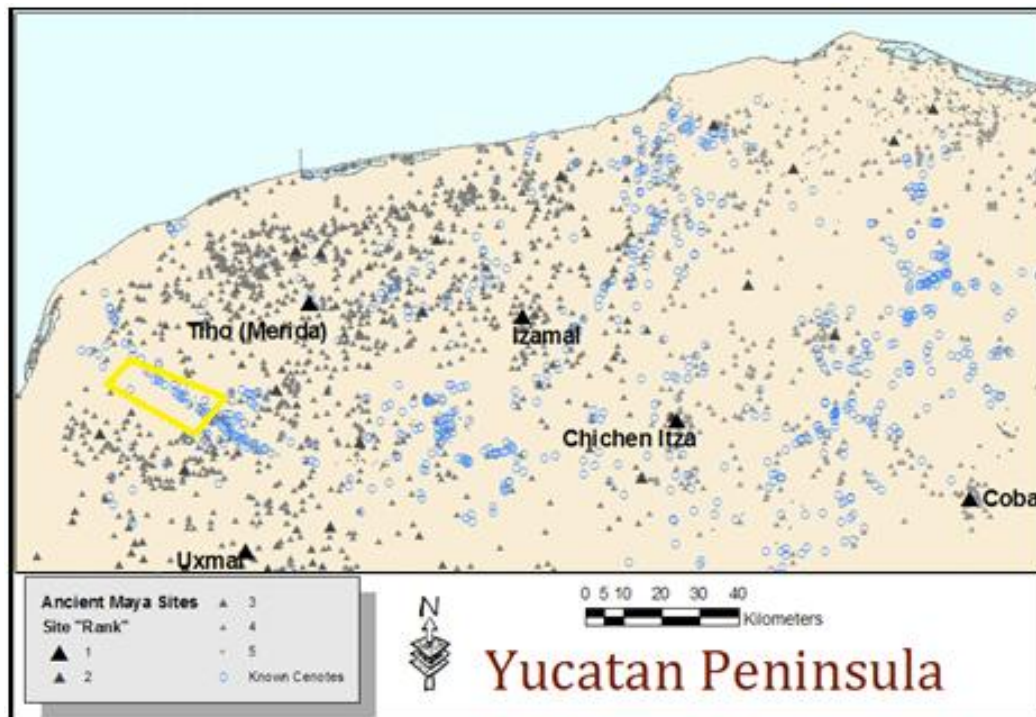 Tiho (Merida)
Izamal
Chichen Itza
Coba
Uxmal
Ancient Maya Sites
Site "Rank"
1
2
3
4
5
Known Cenotes
N
0 5 10 20 30 40
Kilometers
Yucatan Peninsula